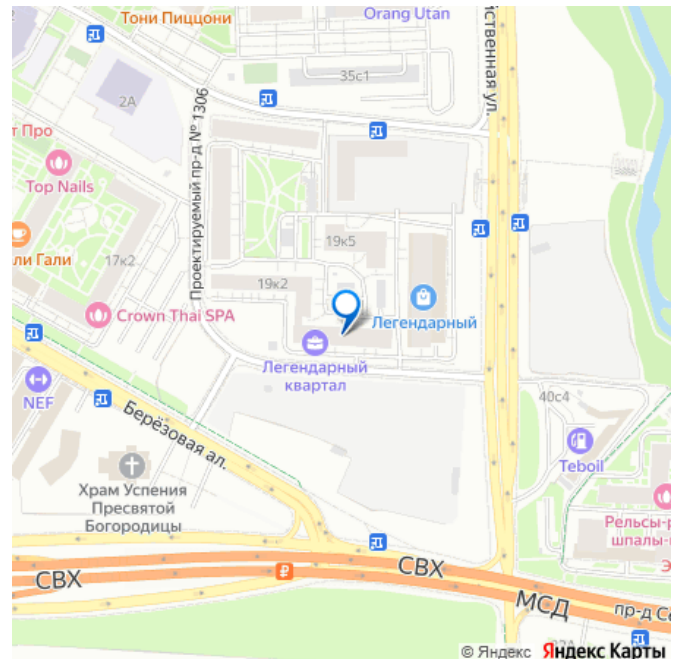 Тони Пиццони
Orang Utan
35с1
2А
йственная ул.
Проектируемый пр-д № 1306
т Про
Top Nails
ли Гали
17к2
19к5
19к2
Crown Thai SPA
Легендарный
Легендарный
квартал
NEF
Берёзовая ал.
40с4
Teboil
Храм Успения
Пресвятой
Богородицы
Рельсы-р
шпалы-
СВХ
СВХ
МСД
пр-д Се
© Яндекс Яндекс Карты